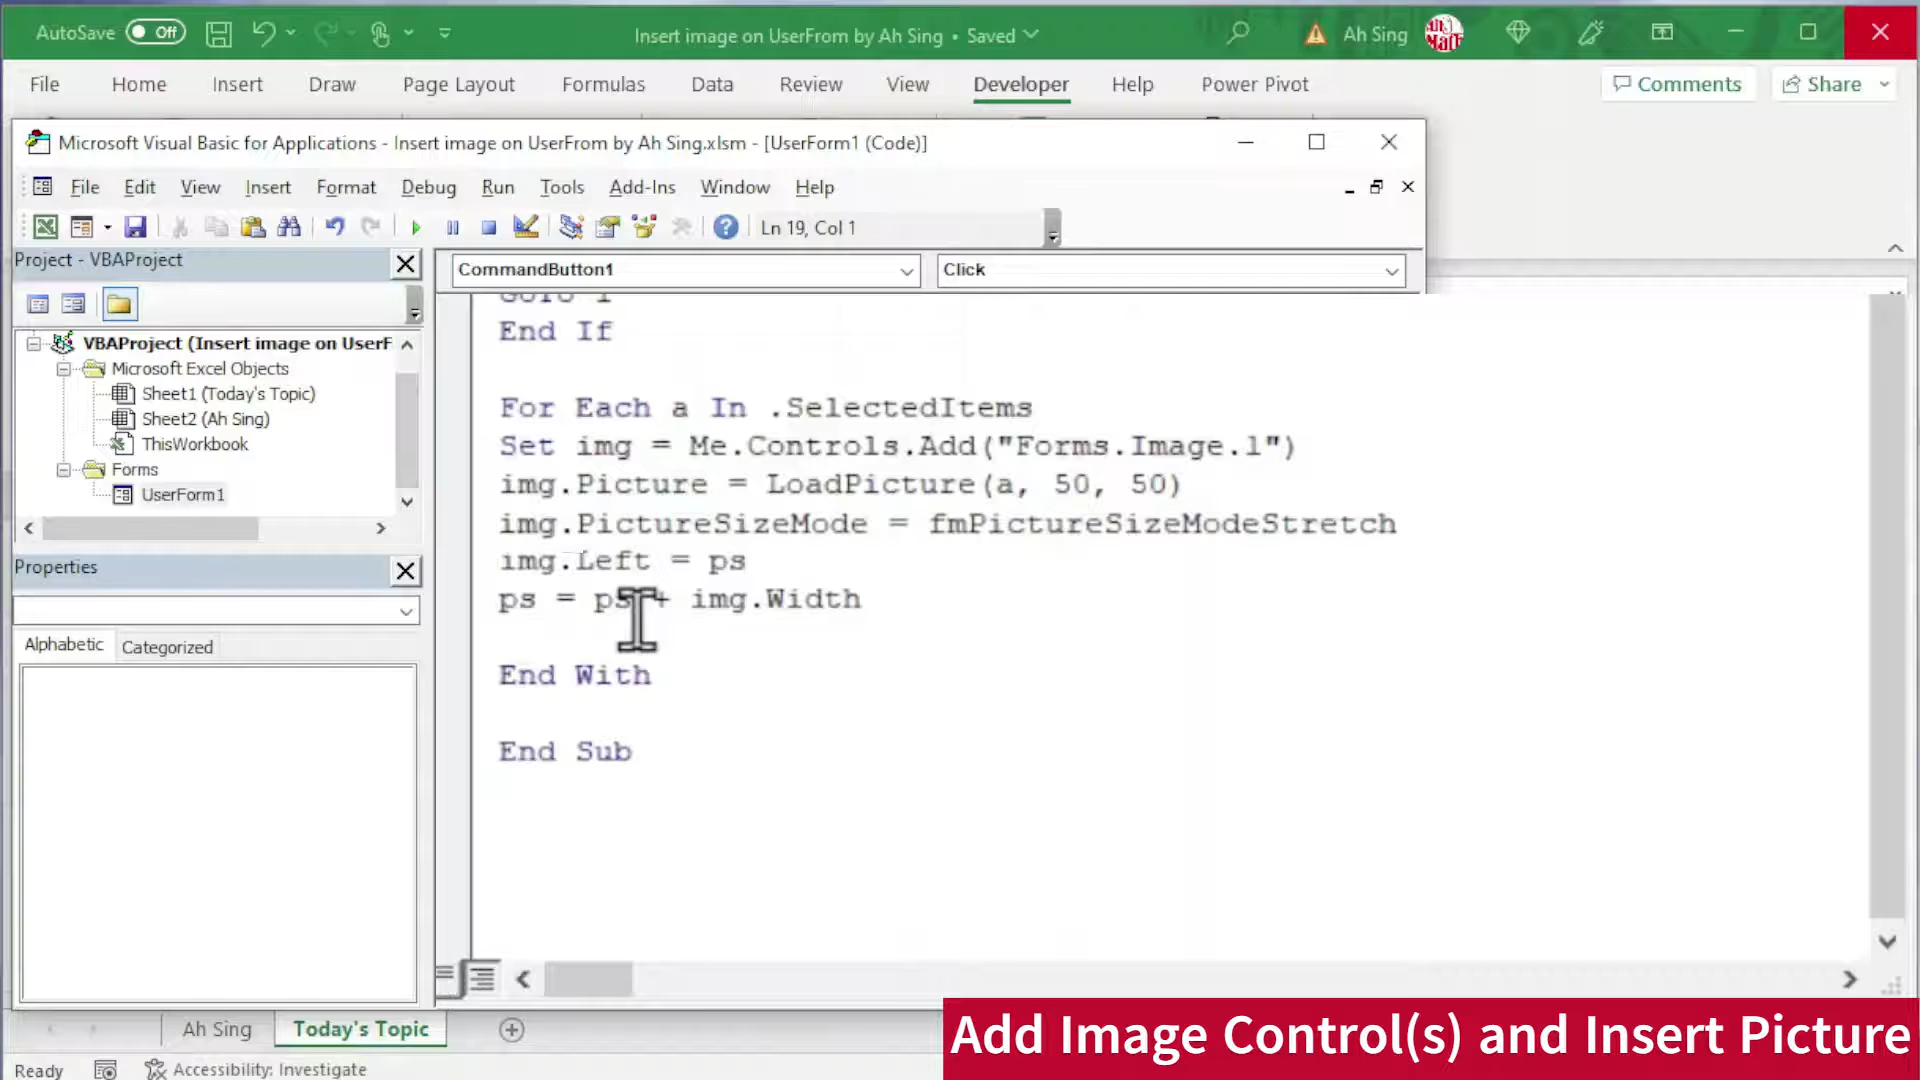 AutoSave Off Insert image on UserFrom by Ah Sing • Saved Ah Sing
File Home Insert Draw Page Layout Formulas Data Review View Developer Help Power Pivot Comments Share
Microsoft Visual Basic for Applications - Insert image on UserFrom by Ah Sing.xlsm - [UserForm1 (Code)]
File Edit View Insert Format Debug Run Tools Add-Ins Window Help
Ln 19, Col 1
Project - VBAProject
CommandButton1 Click
VBAProject (Insert image on UserF
Microsoft Excel Objects
Sheet1 (Today's Topic)
Sheet2 (Ah Sing)
ThisWorkbook
Forms
UserForm1
Properties
Alphabetic Categorized
GoTo 1
End If
For Each a In .SelectedItems
Set img = Me.Controls.Add("Forms.Image.1")
img.Picture = LoadPicture(a, 50, 50)
img.PictureSizeMode = fmPictureSizeModeStretch
img.Left = ps
ps = ps + img.Width
End With
End Sub
Ah Sing Today's Topic
Add Image Control(s) and Insert Picture
Ready Accessibility: Investigate